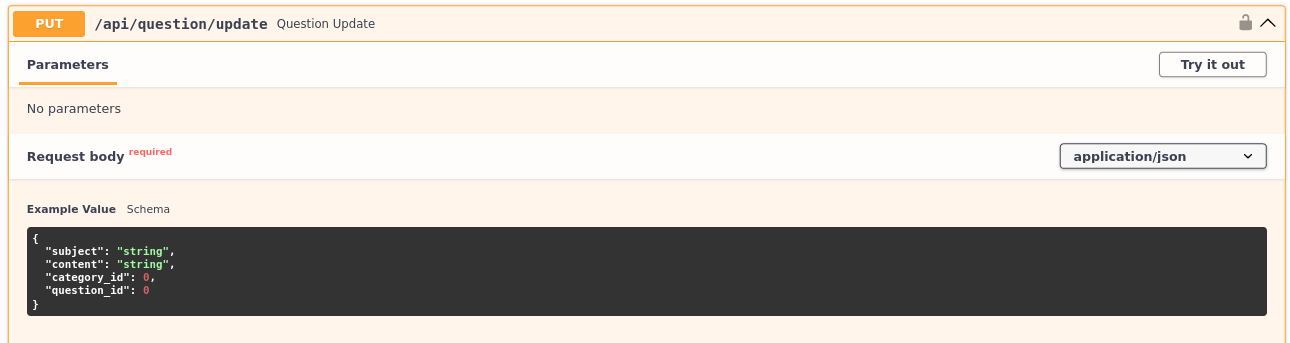 PUT /api/question/update Question Update
Parameters Try it out
No parameters
Request body required application/json
Example Value Schema
{
  "subject": "string",
  "content": "string",
  "category_id": 0,
  "question_id": 0
}